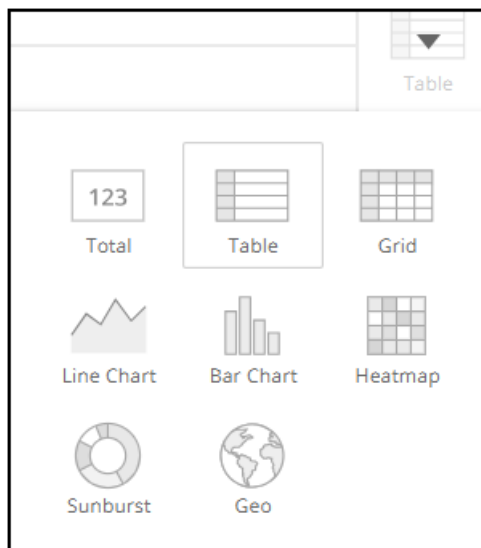 Table
123
Total
Table
Grid
Line Chart
Bar Chart
Heatmap
Sunburst
Geo